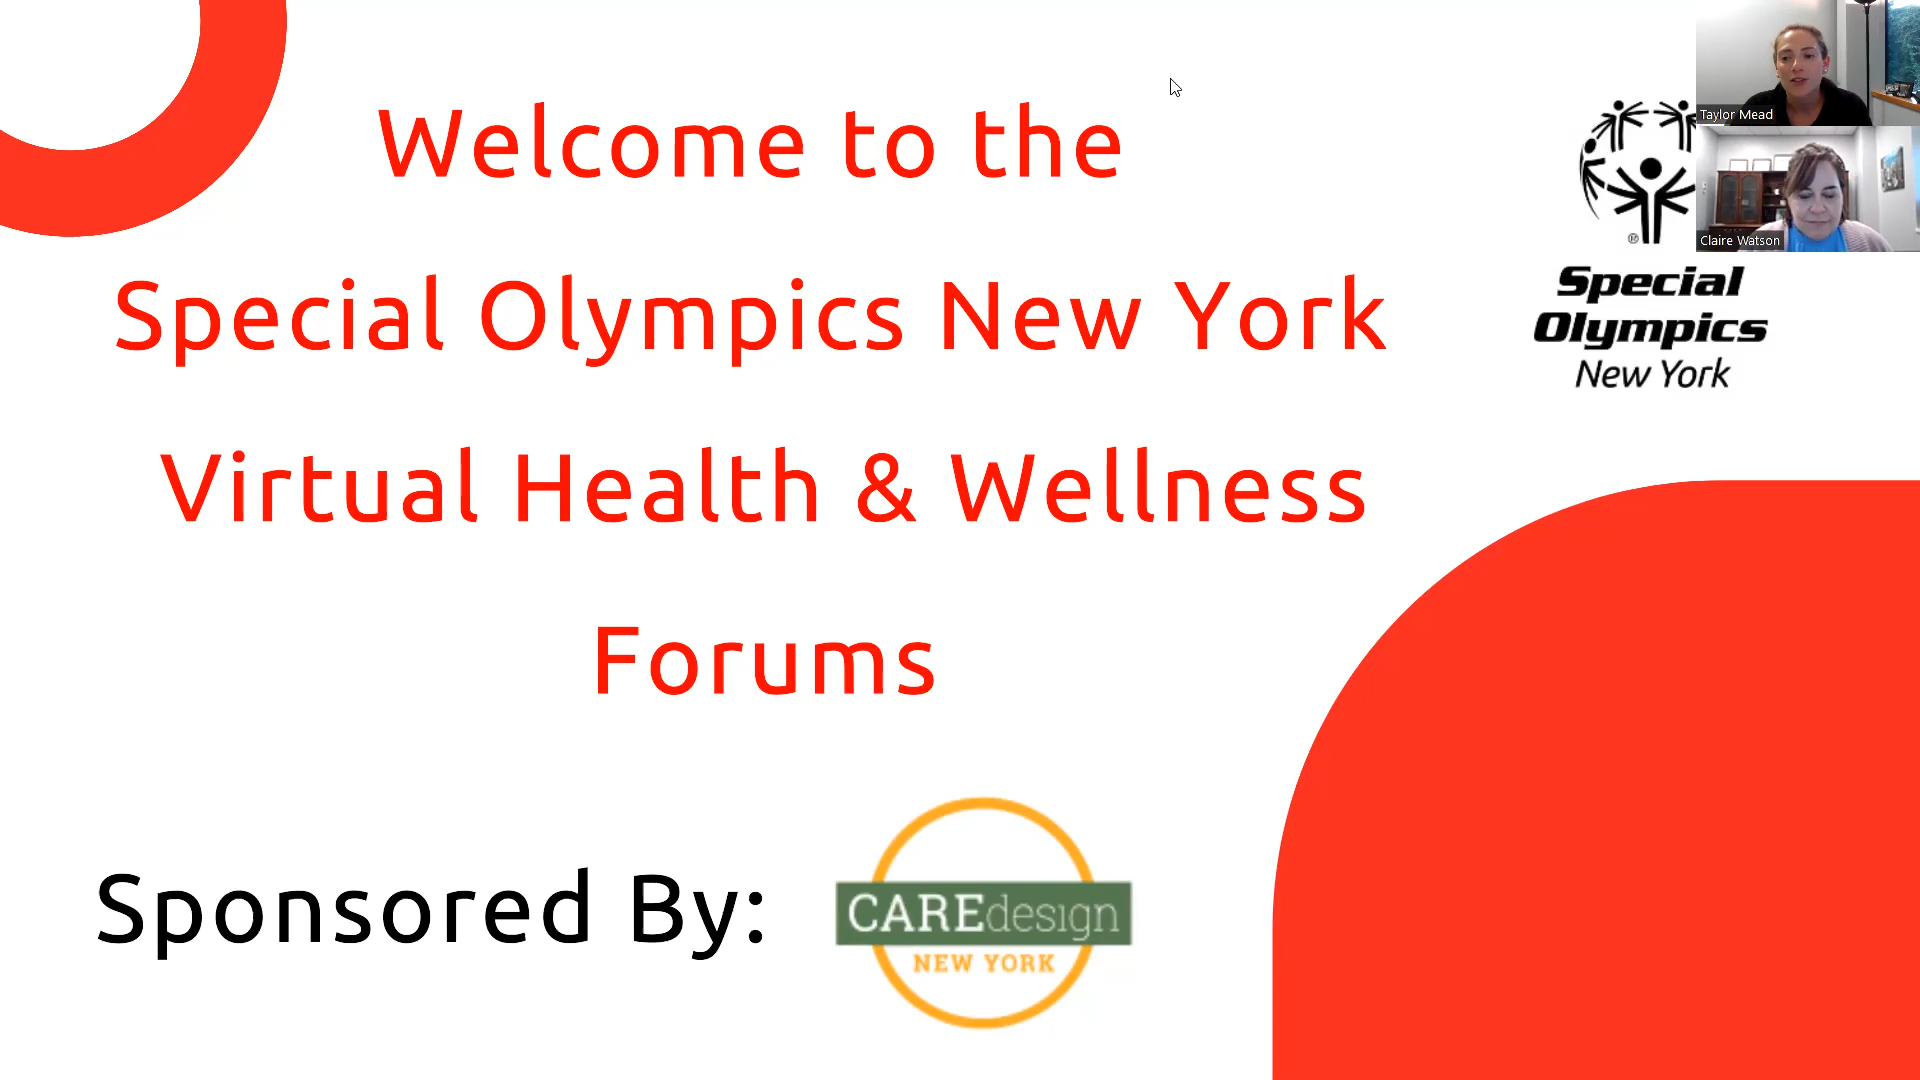 Welcome to the
Special Olympics New York
Virtual Health & Wellness
Forums
Sponsored By:
CAREdesign
NEW YORK
®
Special
Olympics
New York
Taylor Mead
Claire Watson